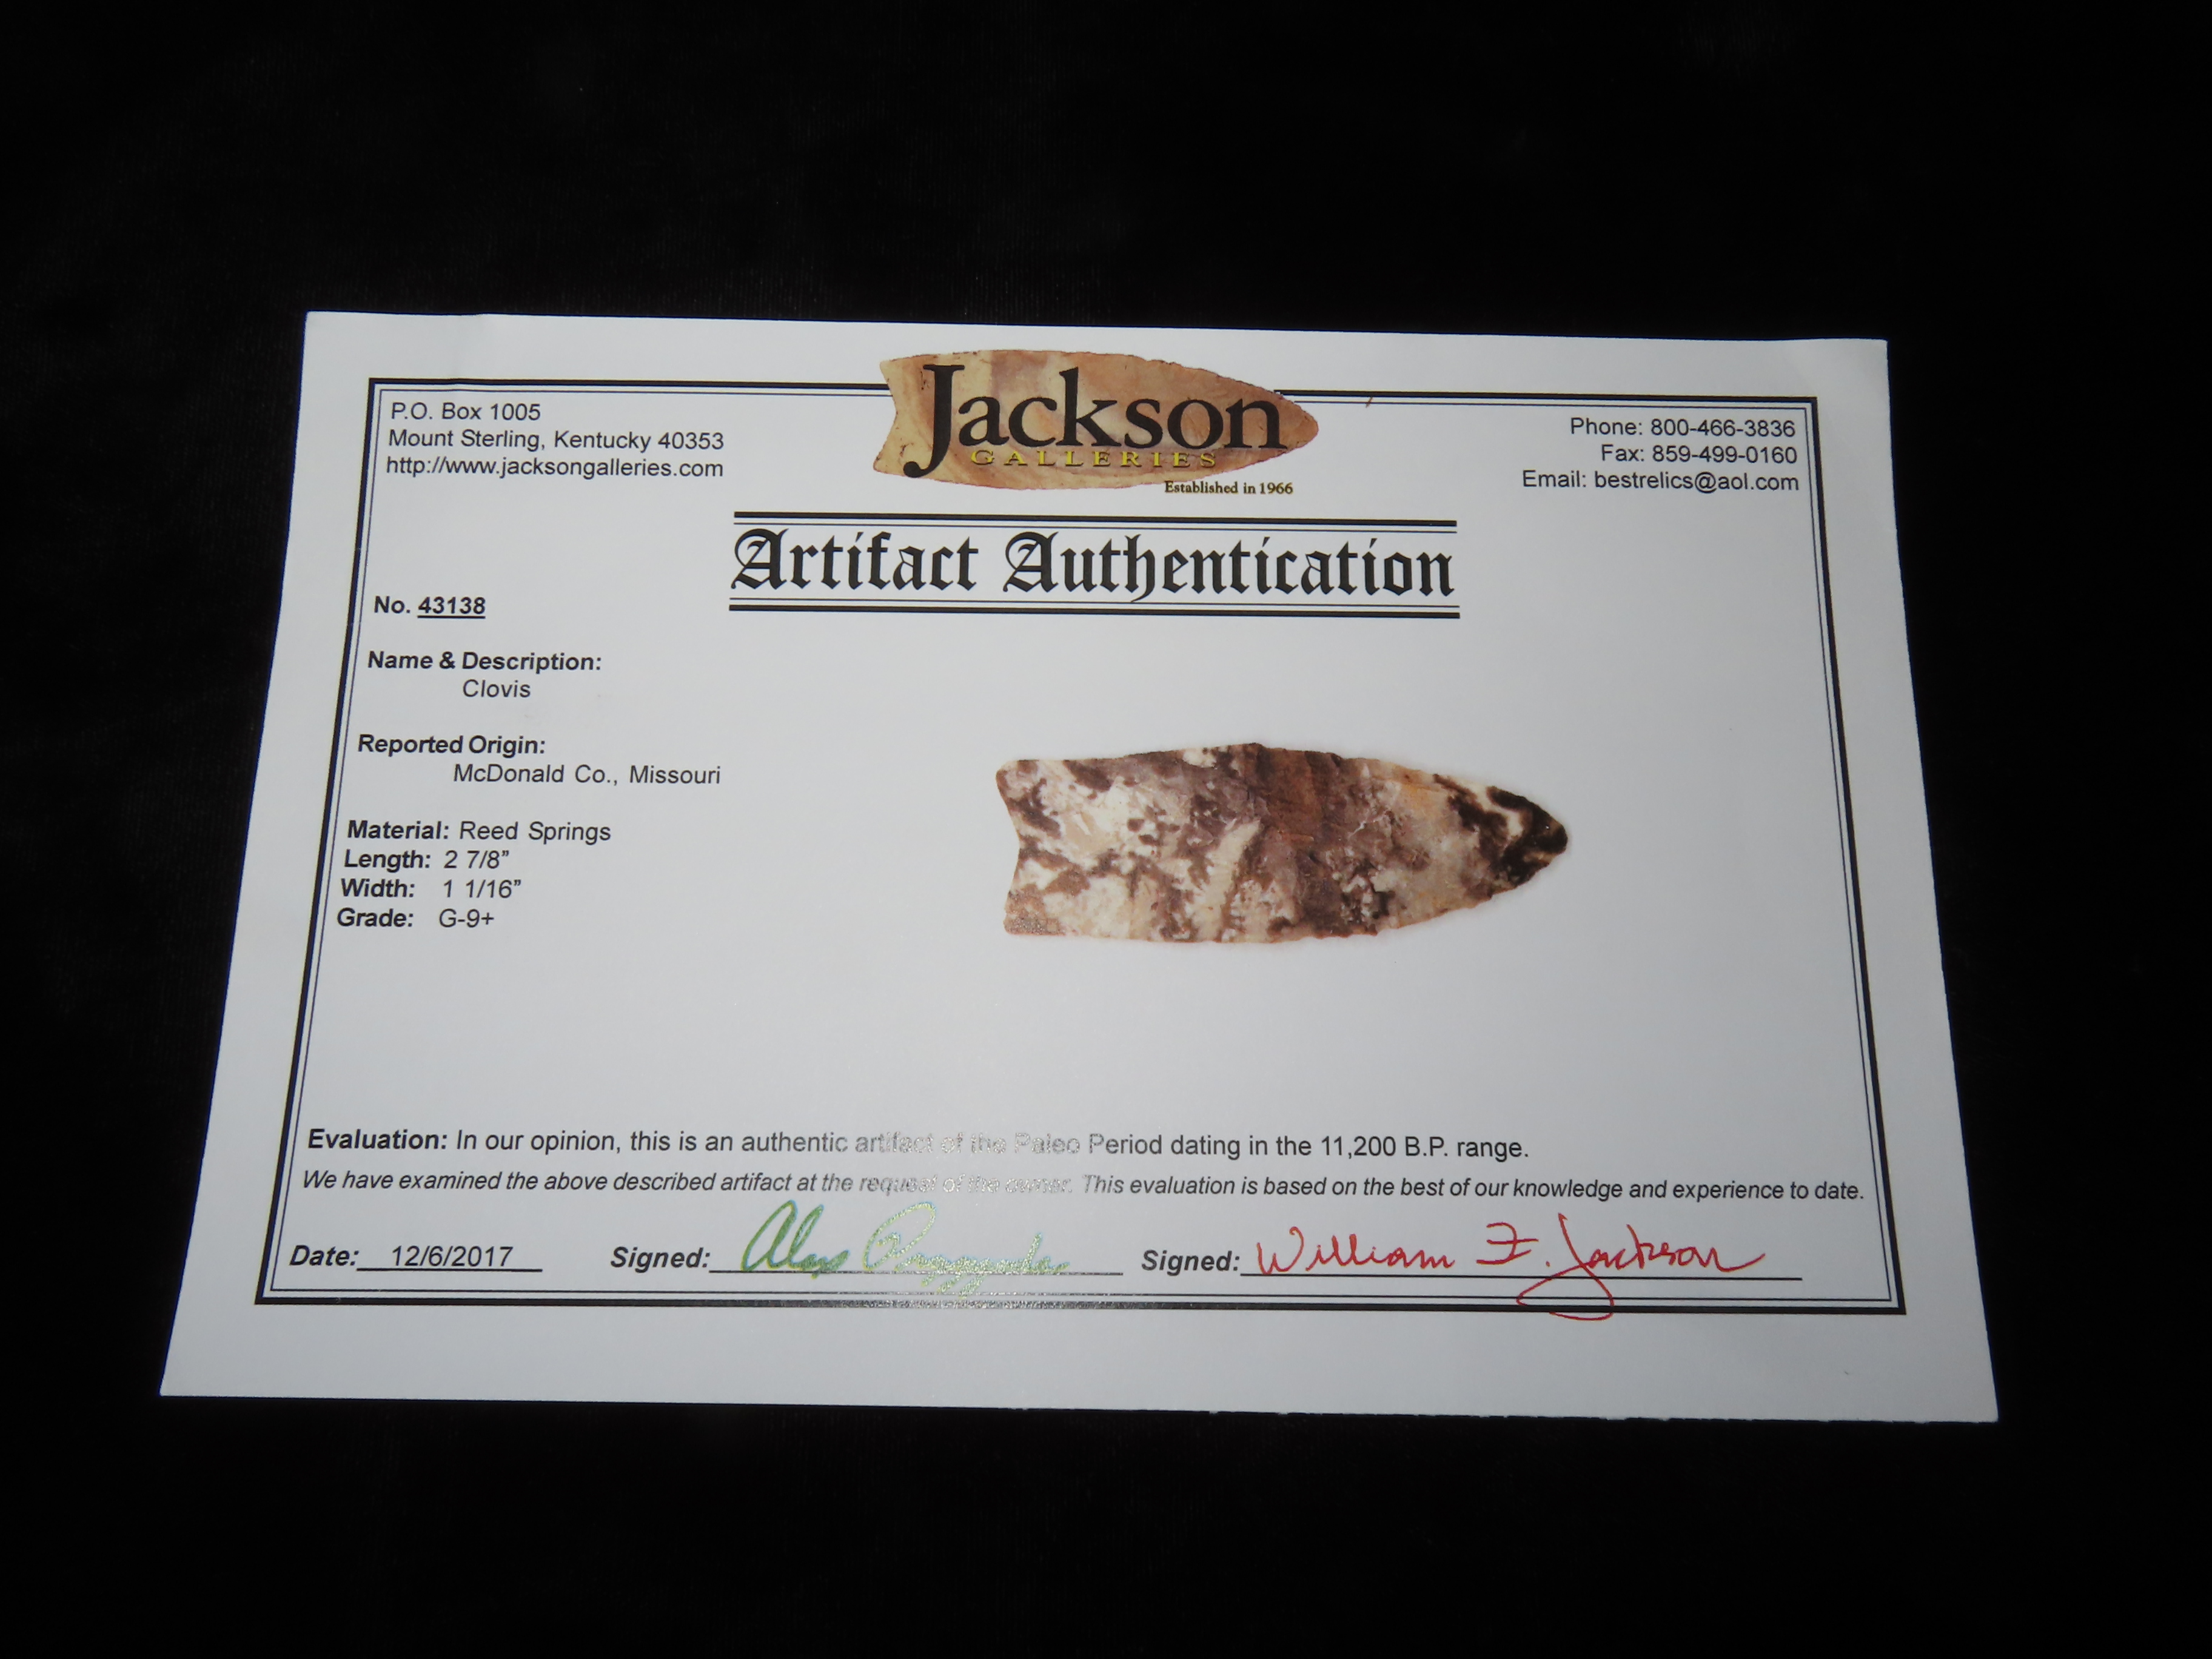 P.O. Box 1005
Mount Sterling, Kentucky 40353
http://www.jacksongalleries.com
Jackson
GALLERIES
Established in 1966
Phone: 800-466-3836
Fax: 859-499-0160
Email: bestrelics@aol.com
Artifact Authentication
No. 43138
Name & Description:
Clovis
Reported Origin:
McDonald Co., Missouri
Material: Reed Springs
Length: 2 7/8”
Width: 1 1/16”
Grade: G-9+
Evaluation: In our opinion, this is an authentic artifact of the Paleo Period dating in the 11,200 B.P. range.
We have examined the above described artifact at the request of the owner. This evaluation is based on the best of our knowledge and experience to date.
Date: 12/6/2017 Signed: Alex Signed: William F. Jackson